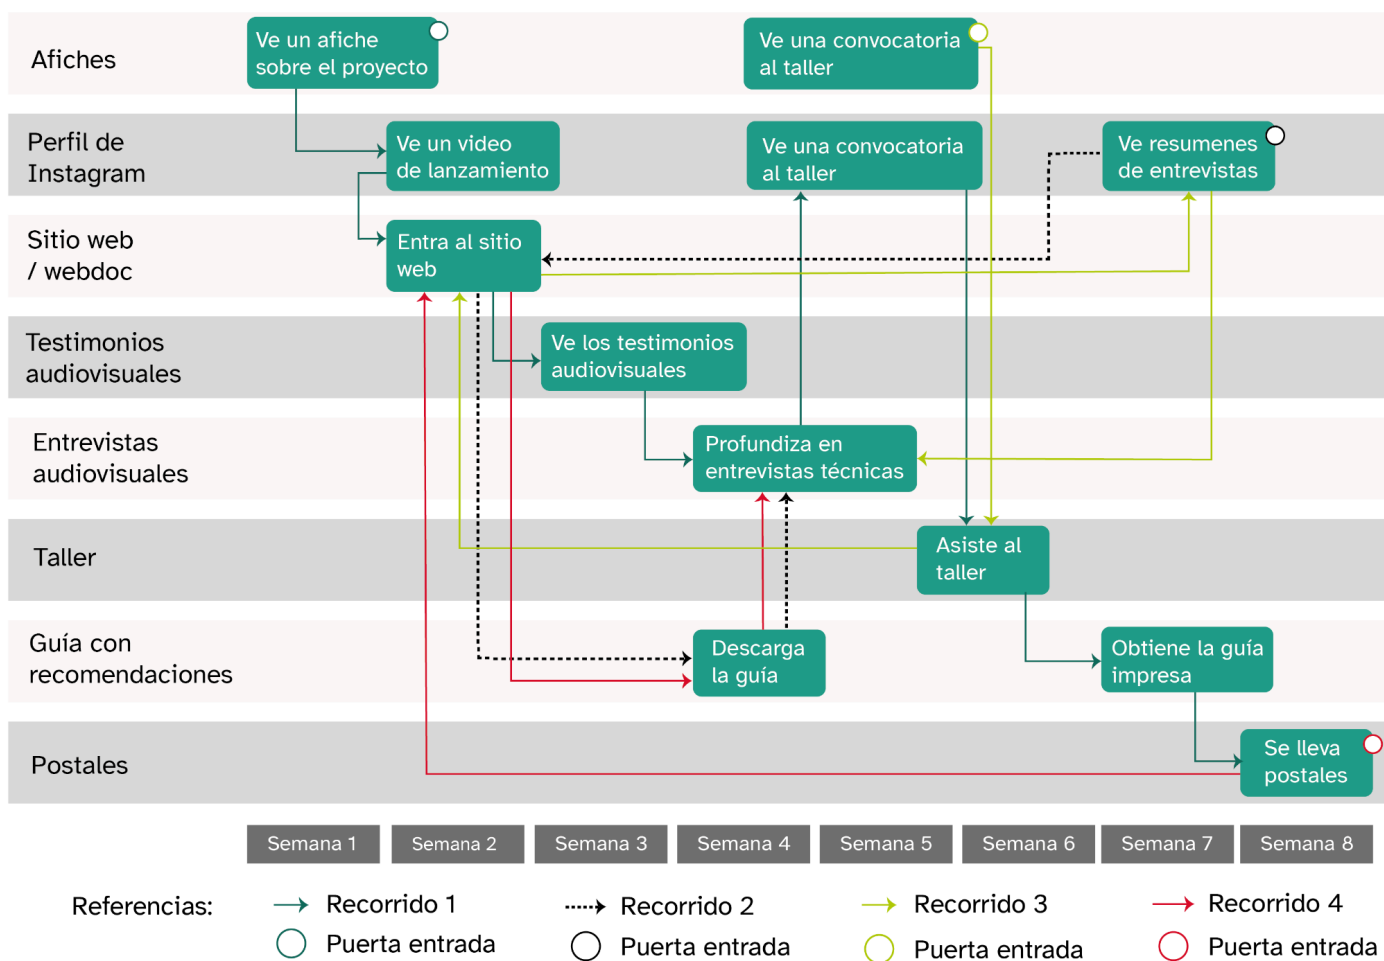 Afiches
Ve un afiche
sobre el proyecto
Ve una convocatoria
al taller
Perfil de
Instagram
Ve un video
de lanzamiento
Ve una convocatoria
al taller
Ve resumenes
de entrevistas
Sitio web
/ webdoc
Entra al sitio
web
Testimonios
audiovisuales
Ve los testimonios
audiovisuales
Entrevistas
audiovisuales
Profundiza en
entrevistas técnicas
Taller
Asiste al
taller
Guía con
recomendaciones
Descarga
la guía
Obtiene la guía
impresa
Postales
Se lleva
postales
Semana 1
Semana 2
Semana 3
Semana 4
Semana 5
Semana 6
Semana 7
Semana 8
Referencias:
Recorrido 1
Recorrido 2
Recorrido 3
Recorrido 4
Puerta entrada
Puerta entrada
Puerta entrada
Puerta entrada